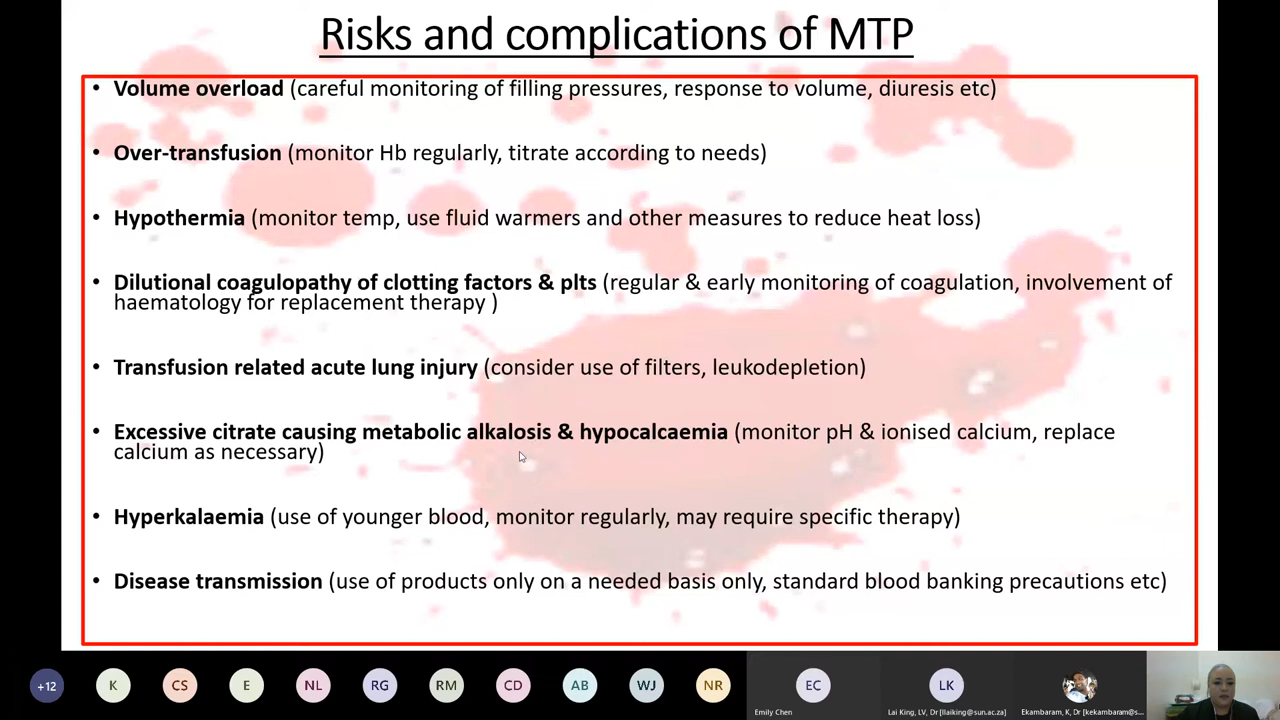 Risks and complications of MTP
• Volume overload (careful monitoring of filling pressures, response to volume, diuresis etc)
• Over-transfusion (monitor Hb regularly, titrate according to needs)
• Hypothermia (monitor temp, use fluid warmers and other measures to reduce heat loss)
• Dilutional coagulopathy of clotting factors & plts (regular & early monitoring of coagulation, involvement of
haematology for replacement therapy )
• Transfusion related acute lung injury (consider use of filters, leukodepletion)
• Excessive citrate causing metabolic alkalosis & hypocalcaemia (monitor pH & ionised calcium, replace
calcium as necessary)
• Hyperkalaemia (use of younger blood, monitor regularly, may require specific therapy)
• Disease transmission (use of products only on a needed basis only, standard blood banking precautions etc)
+12 K CS E NL RG RM CD AB WJ NR EC LK
Emily Chen
Lai King, LV, Dr [llaiking@sun.ac.za]
Ekambaram, K, Dr [kekambaram@s...